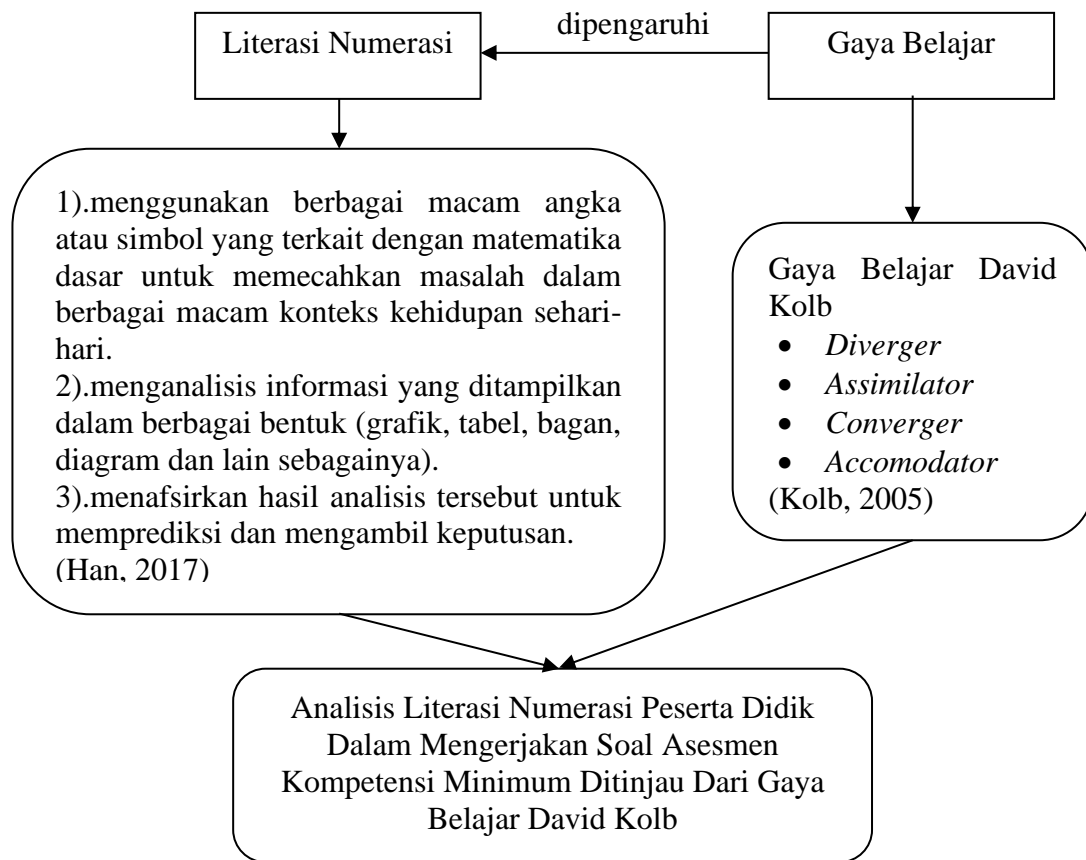 Literasi Numerasi
dipengaruhi
Gaya Belajar
1).menggunakan berbagai macam angka
atau simbol yang terkait dengan matematika
dasar untuk memecahkan masalah dalam
berbagai macam konteks kehidupan sehari-
hari.
2).menganalisis informasi yang ditampilkan
dalam berbagai bentuk (grafik, tabel, bagan,
diagram dan lain sebagainya).
3).menafsirkan hasil analisis tersebut untuk
memprediksi dan mengambil keputusan.
(Han, 2017)
Gaya Belajar David
Kolb
• Diverger
• Assimilator
• Converger
• Accomodator
(Kolb, 2005)
Analisis Literasi Numerasi Peserta Didik
Dalam Mengerjakan Soal Asesmen
Kompetensi Minimum Ditinjau Dari Gaya
Belajar David Kolb